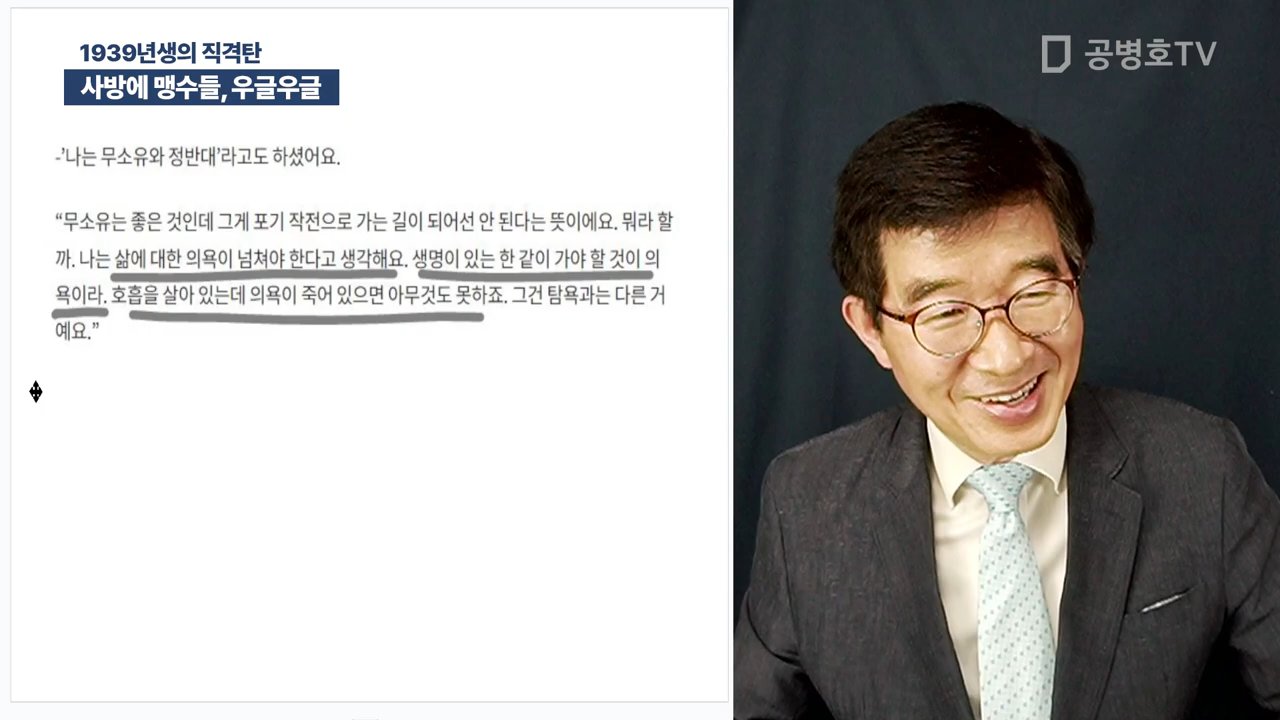 1939년생의 직격탄
사방에 맹수들, 우글우글
공병호TV
-’나는 무소유와 정반대’라고도 하셨어요.
“무소유는 좋은 것인데 그게 포기 작전으로 가는 길이 되어선 안 된다는 뜻이에요. 뭐라 할
까. 나는 삶에 대한 의욕이 넘쳐야 한다고 생각해요. 생명이 있는 한 같이 가야 할 것이 의
욕이라. 호흡을 살아 있는데 의욕이 죽어 있으면 아무것도 못하죠. 그건 탐욕과는 다른 거
예요.”